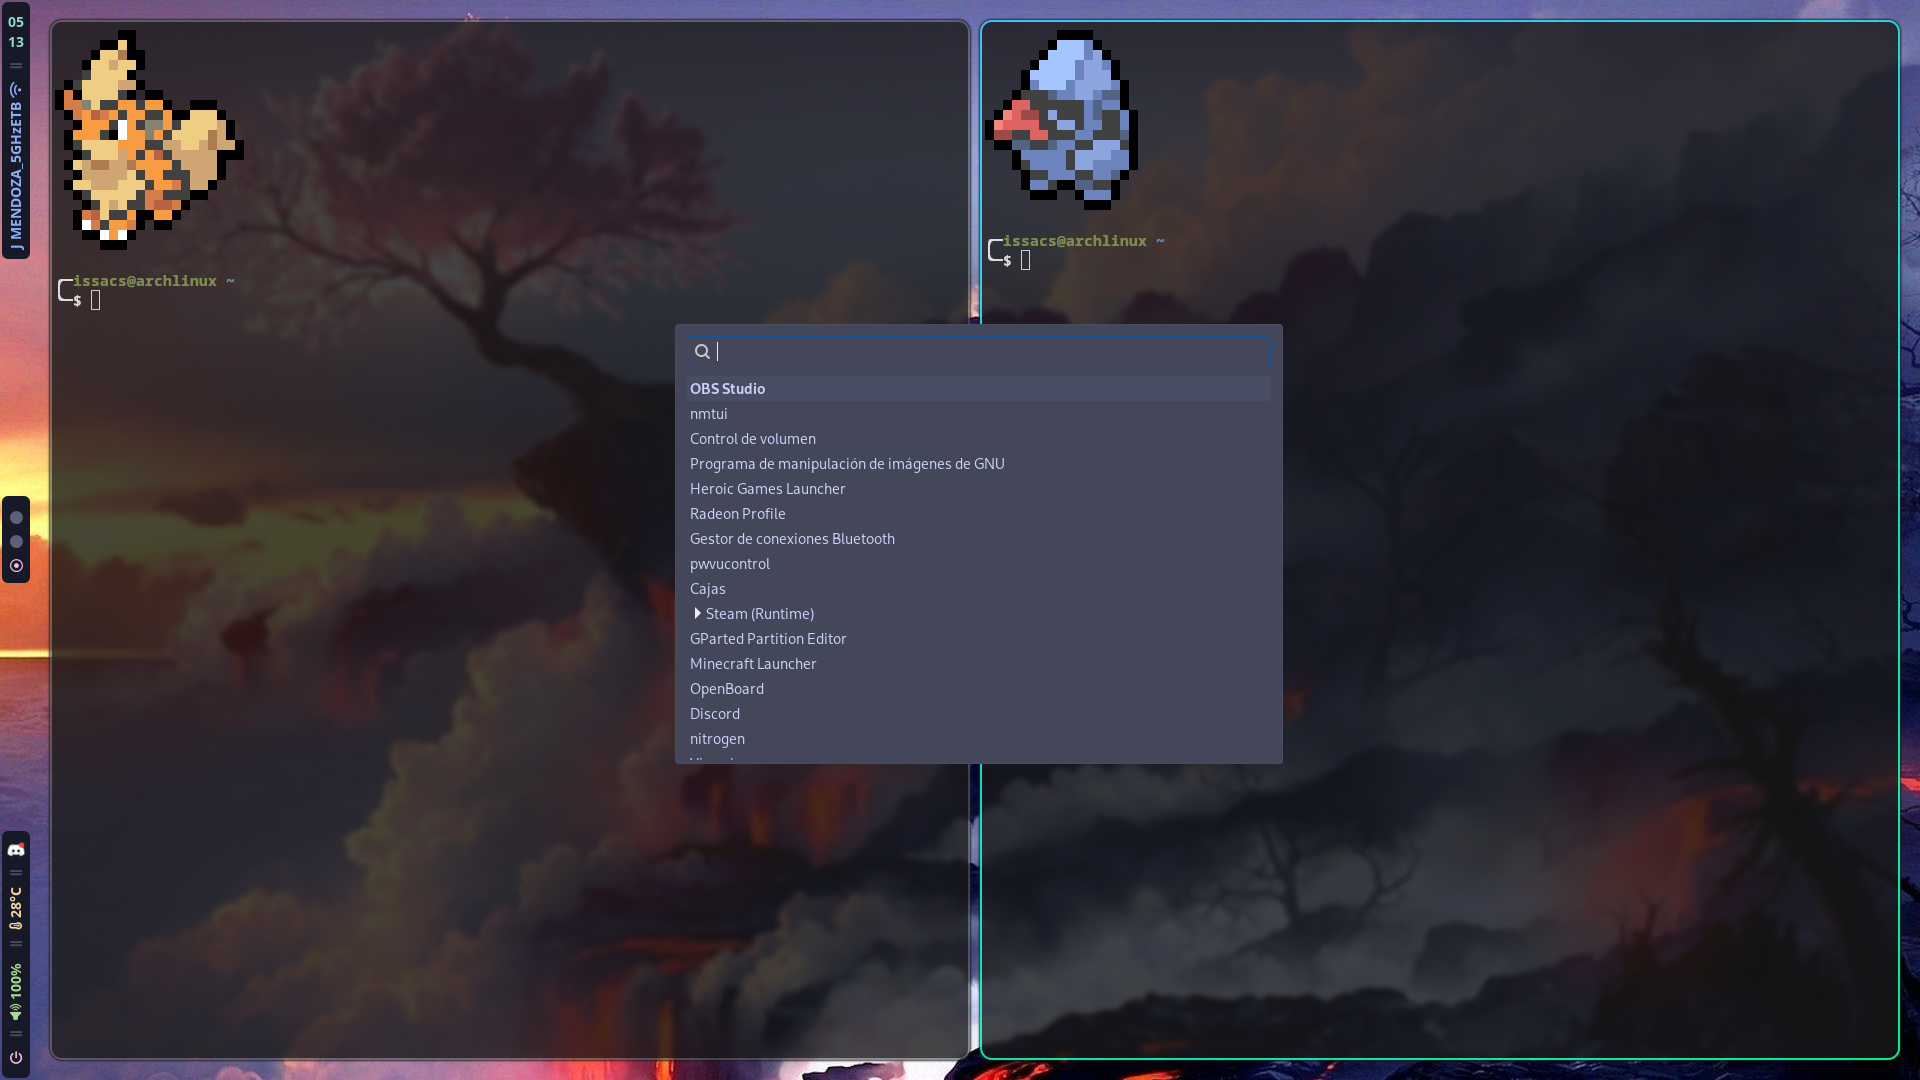 05
13
J MENDOZA_5GHzETB
28°C
100%
issacs@archlinux ~
$
issacs@archlinux ~
$
OBS Studio
nmtui
Control de volumen
Programa de manipulación de imágenes de GNU
Heroic Games Launcher
Radeon Profile
Gestor de conexiones Bluetooth
pwvucontrol
Cajas
Steam (Runtime)
GParted Partition Editor
Minecraft Launcher
OpenBoard
Discord
nitrogen